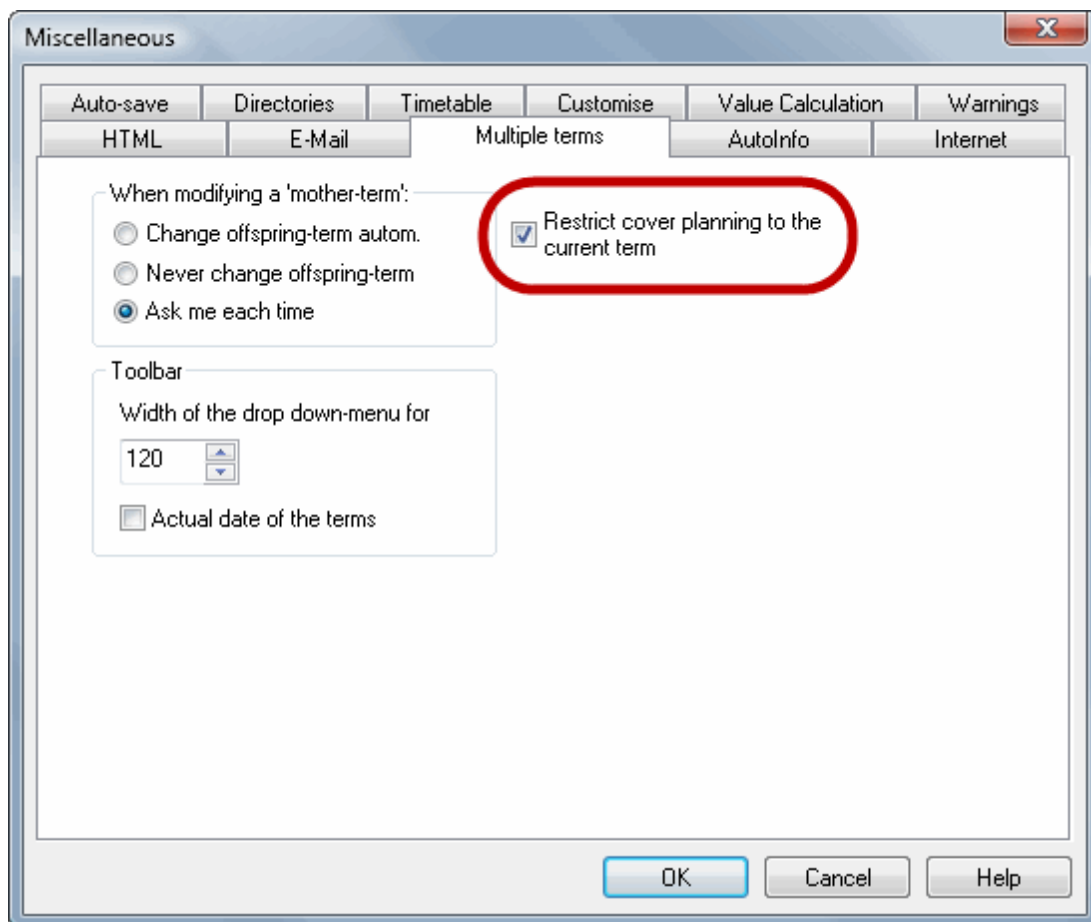 Miscellaneous
Auto-save Directories Timetable Customise Value Calculation Warnings
HTML E-Mail Multiple terms AutoInfo Internet
When modifying a 'mother-term':
Change offspring-term autom.
Never change offspring-term
Ask me each time
Restrict cover planning to the
current term
Toolbar
Width of the drop down-menu for
120
Actual date of the terms
OK Cancel Help